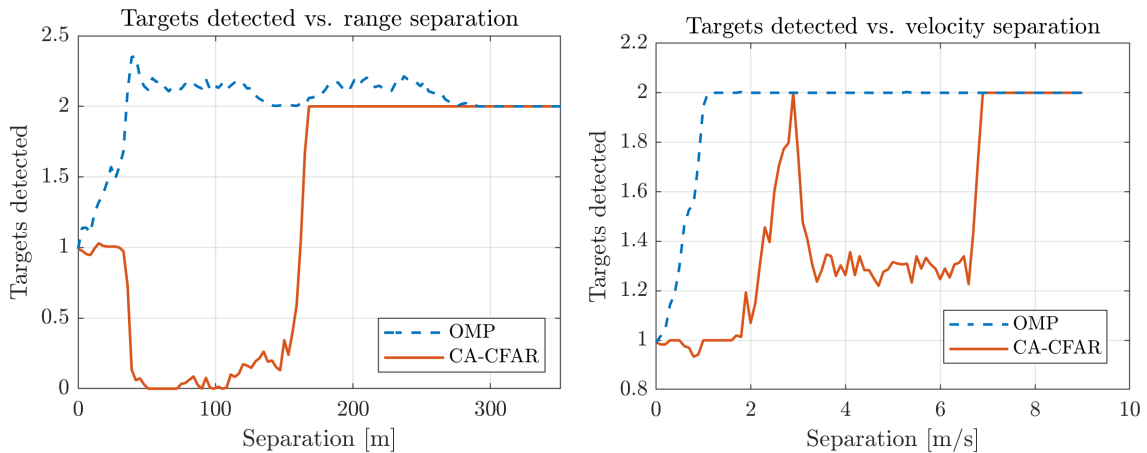 Targets detected vs. range separation
2.5
2
1.5
1
0.5
0
Targets detected
0
100
200
300
Separation [m]
OMP
CA-CFAR
Targets detected vs. velocity separation
2.2
2
1.8
1.6
1.4
1.2
1
0.8
Targets detected
0
2
4
6
8
10
Separation [m/s]
OMP
CA-CFAR